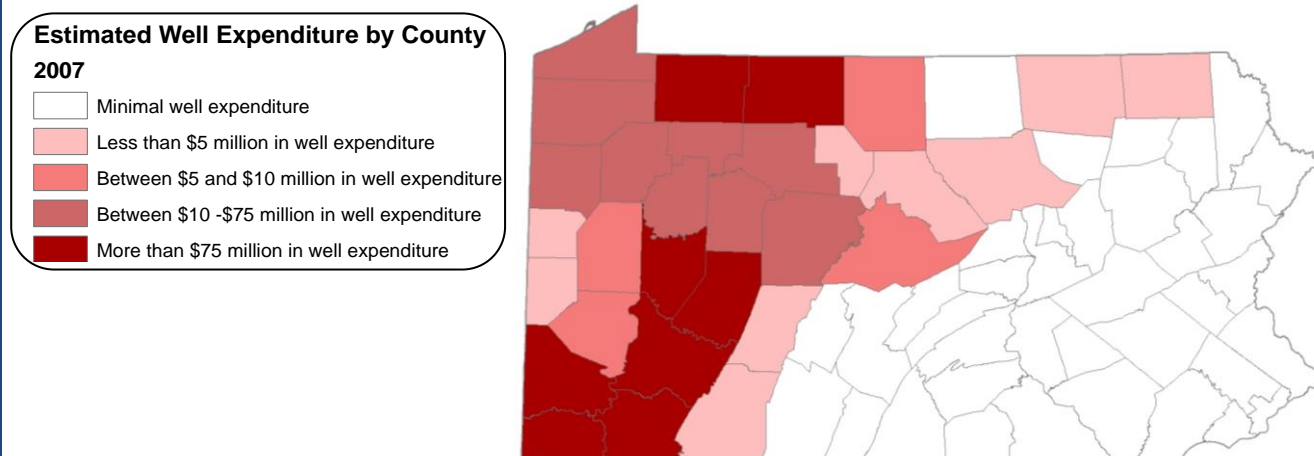 Estimated Well Expenditure by County
2007
Minimal well expenditure
Less than $5 million in well expenditure
Between $5 and $10 million in well expenditure
Between $10 -$75 million in well expenditure
More than $75 million in well expenditure